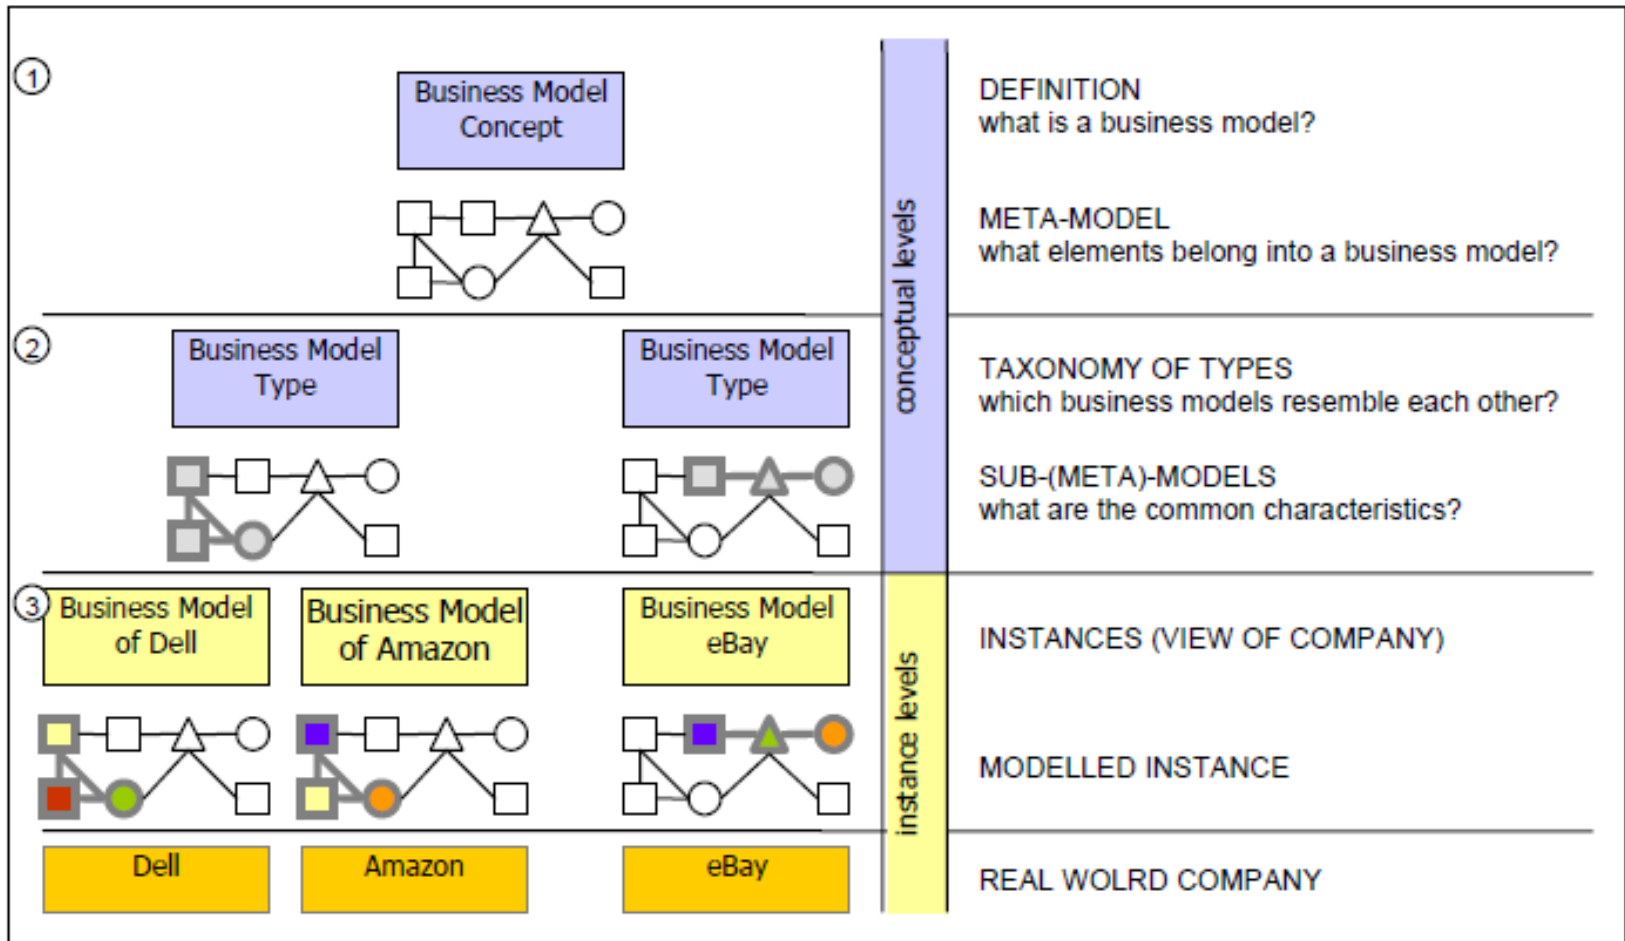 1
Business Model
Concept
DEFINITION
what is a business model?
META-MODEL
what elements belong into a business model?
conceptual levels
2
Business Model
Type
Business Model
Type
TAXONOMY OF TYPES
which business models resemble each other?
SUB-(META)-MODELS
what are the common characteristics?
3
Business Model
of Dell
Business Model
of Amazon
Business Model
eBay
INSTANCES (VIEW OF COMPANY)
instance levels
MODELLED INSTANCE
Dell
Amazon
eBay
REAL WOLRD COMPANY